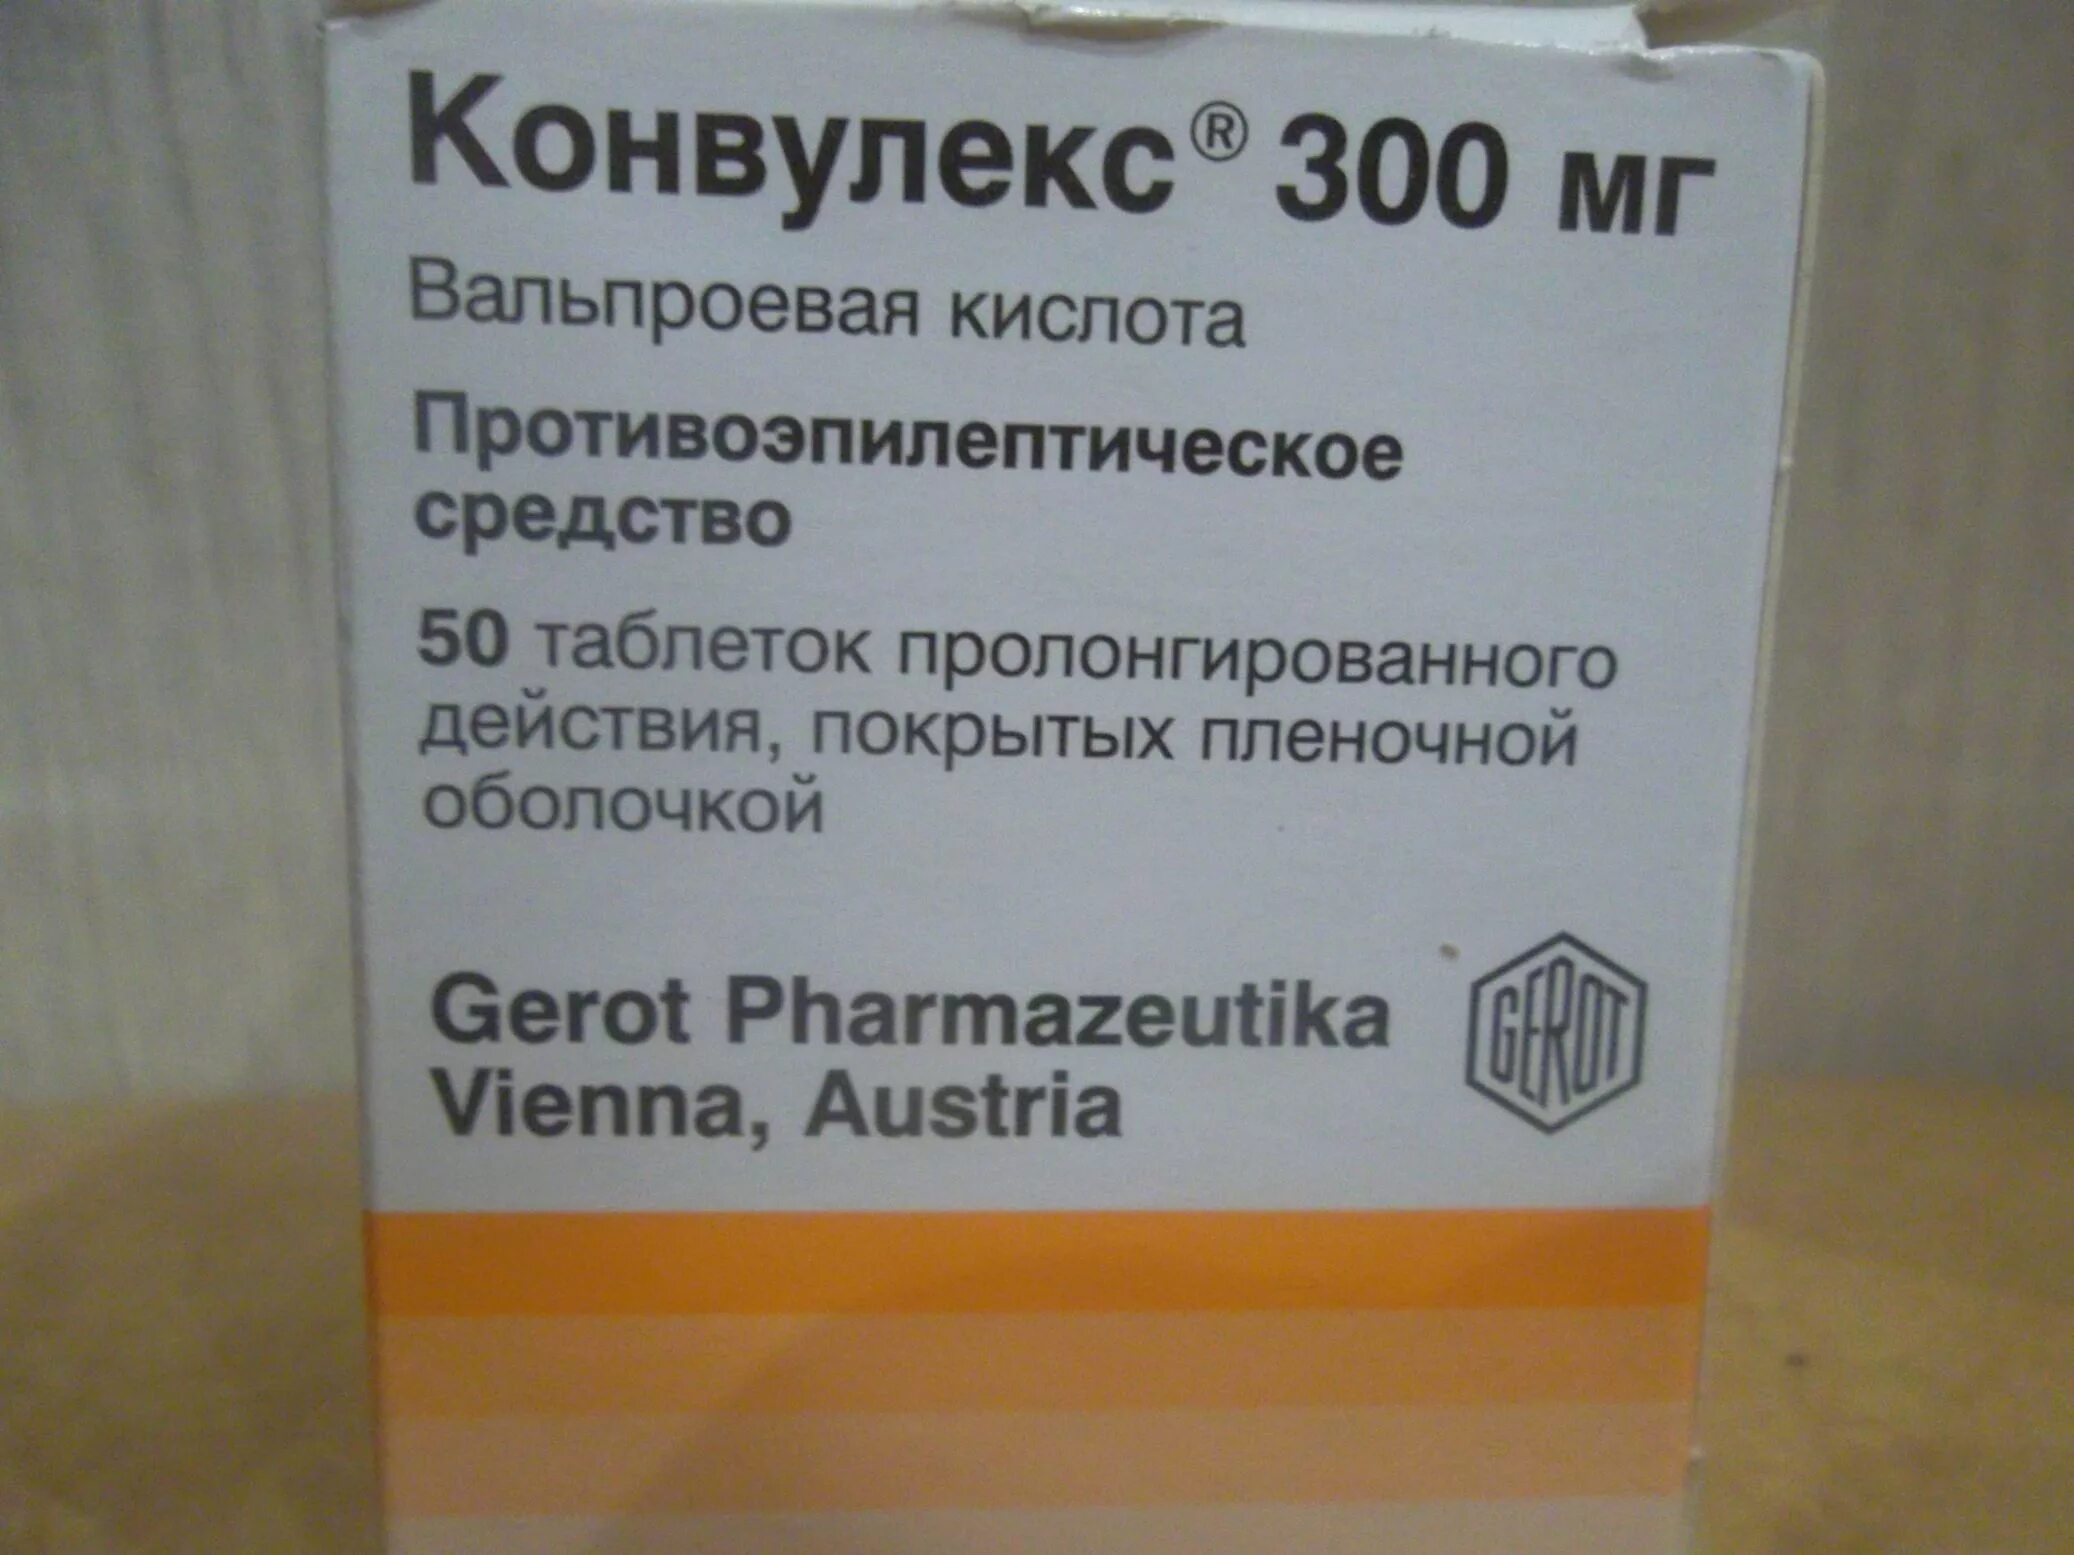 Конвулекс® 300 мг
Вальпроевая кислота
Противоэпилептическое
средство
50 таблеток пролонгированного
действия, покрытых пленочной
оболочкой
Gerot Pharmazeutika
Vienna, Austria
GEROT